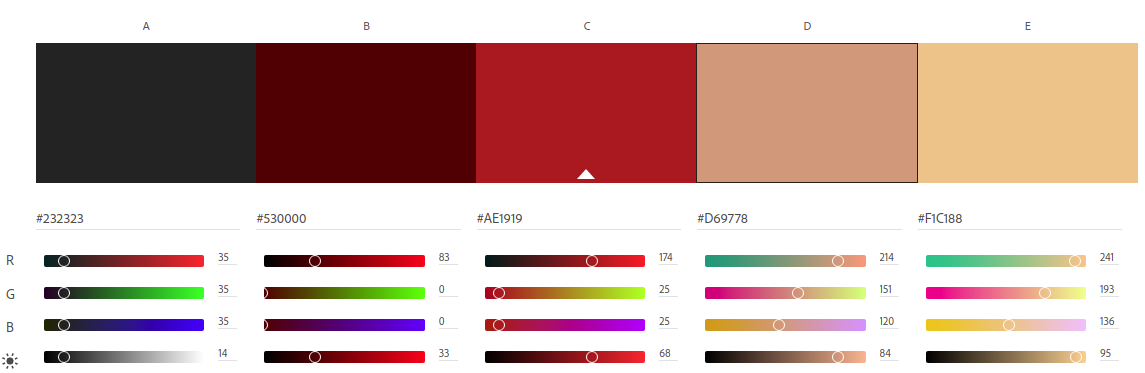 A B C D E
#232323 #530000 #AE1919 #D69778 #F1C188
R 35 83 174 214 241
G 35 0 25 151 193
B 35 0 25 120 136
14 33 68 84 95